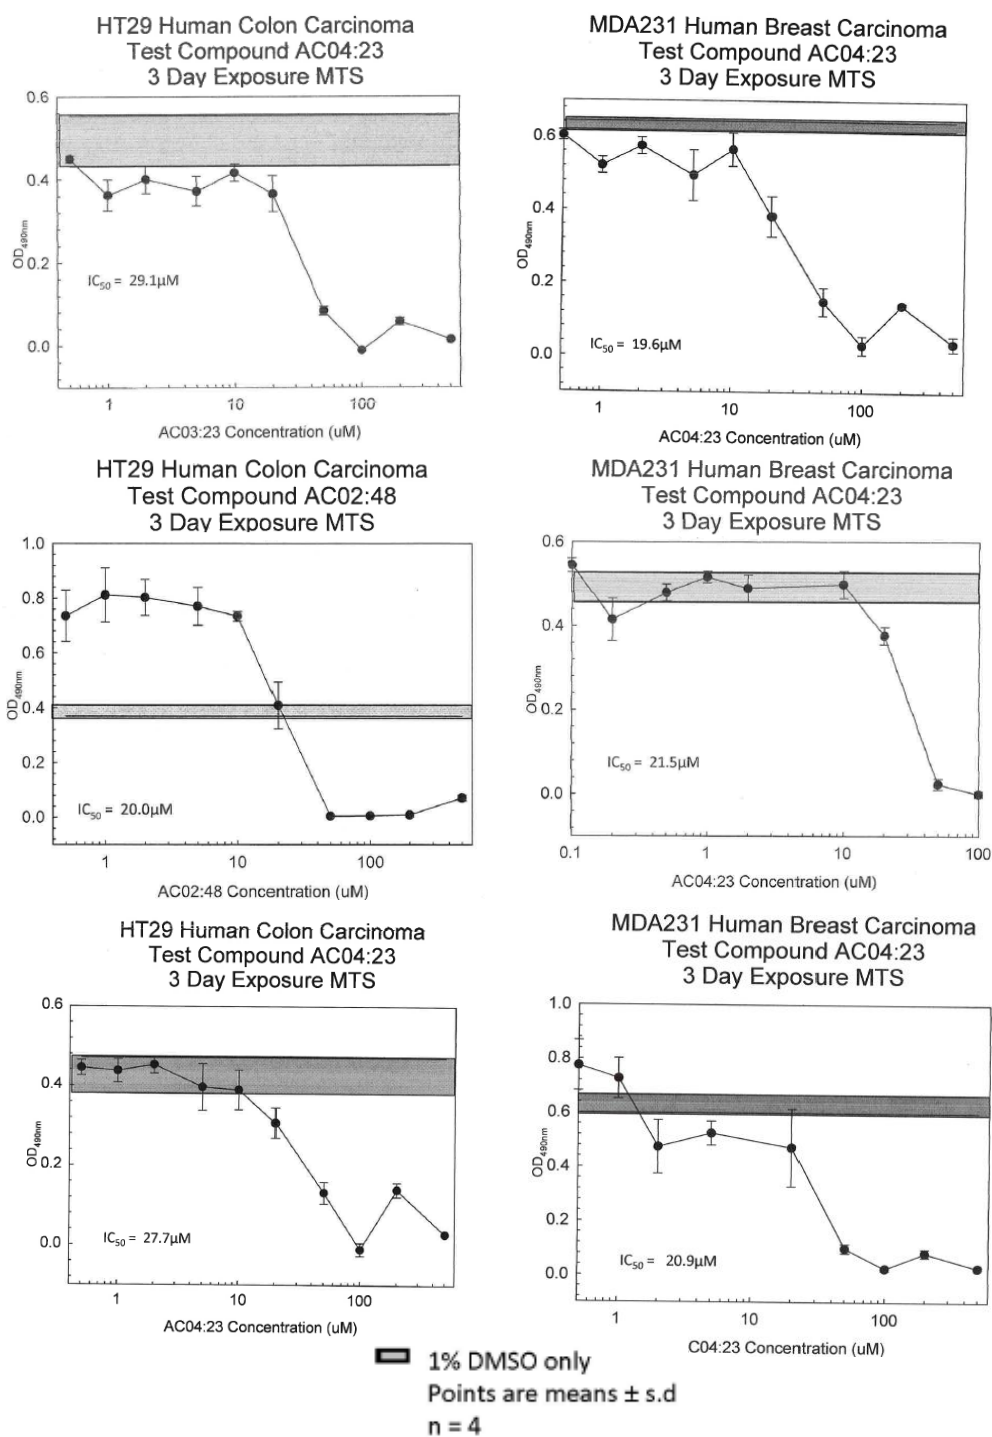 HT29 Human Colon Carcinoma
Test Compound AC04:23
3 Day Exposure MTS
0.6
0.4
0.2
0.0
OD490nm
IC50 = 29.1µM
1 10 100
AC03:23 Concentration (uM)
MDA231 Human Breast Carcinoma
Test Compound AC04:23
3 Day Exposure MTS
0.6
0.4
0.2
0.0
OD490nm
IC50 = 19.6µM
1 10 100
AC04:23 Concentration (uM)
HT29 Human Colon Carcinoma
Test Compound AC02:48
3 Day Exposure MTS
1.0
0.8
0.6
0.4
0.2
0.0
OD490nm
IC50 = 20.0µM
1 10 100
AC02:48 Concentration (uM)
MDA231 Human Breast Carcinoma
Test Compound AC04:23
3 Day Exposure MTS
0.6
0.4
0.2
0.0
OD490nm
IC50 = 21.5µM
0.1 1 10 100
AC04:23 Concentration (uM)
HT29 Human Colon Carcinoma
Test Compound AC04:23
3 Day Exposure MTS
0.6
0.4
0.2
0.0
OD490nm
IC50 = 27.7µM
1 10 100
AC04:23 Concentration (uM)
MDA231 Human Breast Carcinoma
Test Compound AC04:23
3 Day Exposure MTS
1.0
0.8
0.6
0.4
0.2
0.0
OD490nm
IC50 = 20.9µM
1 10 100
C04:23 Concentration (uM)
1% DMSO only
Points are means ± s.d
n = 4